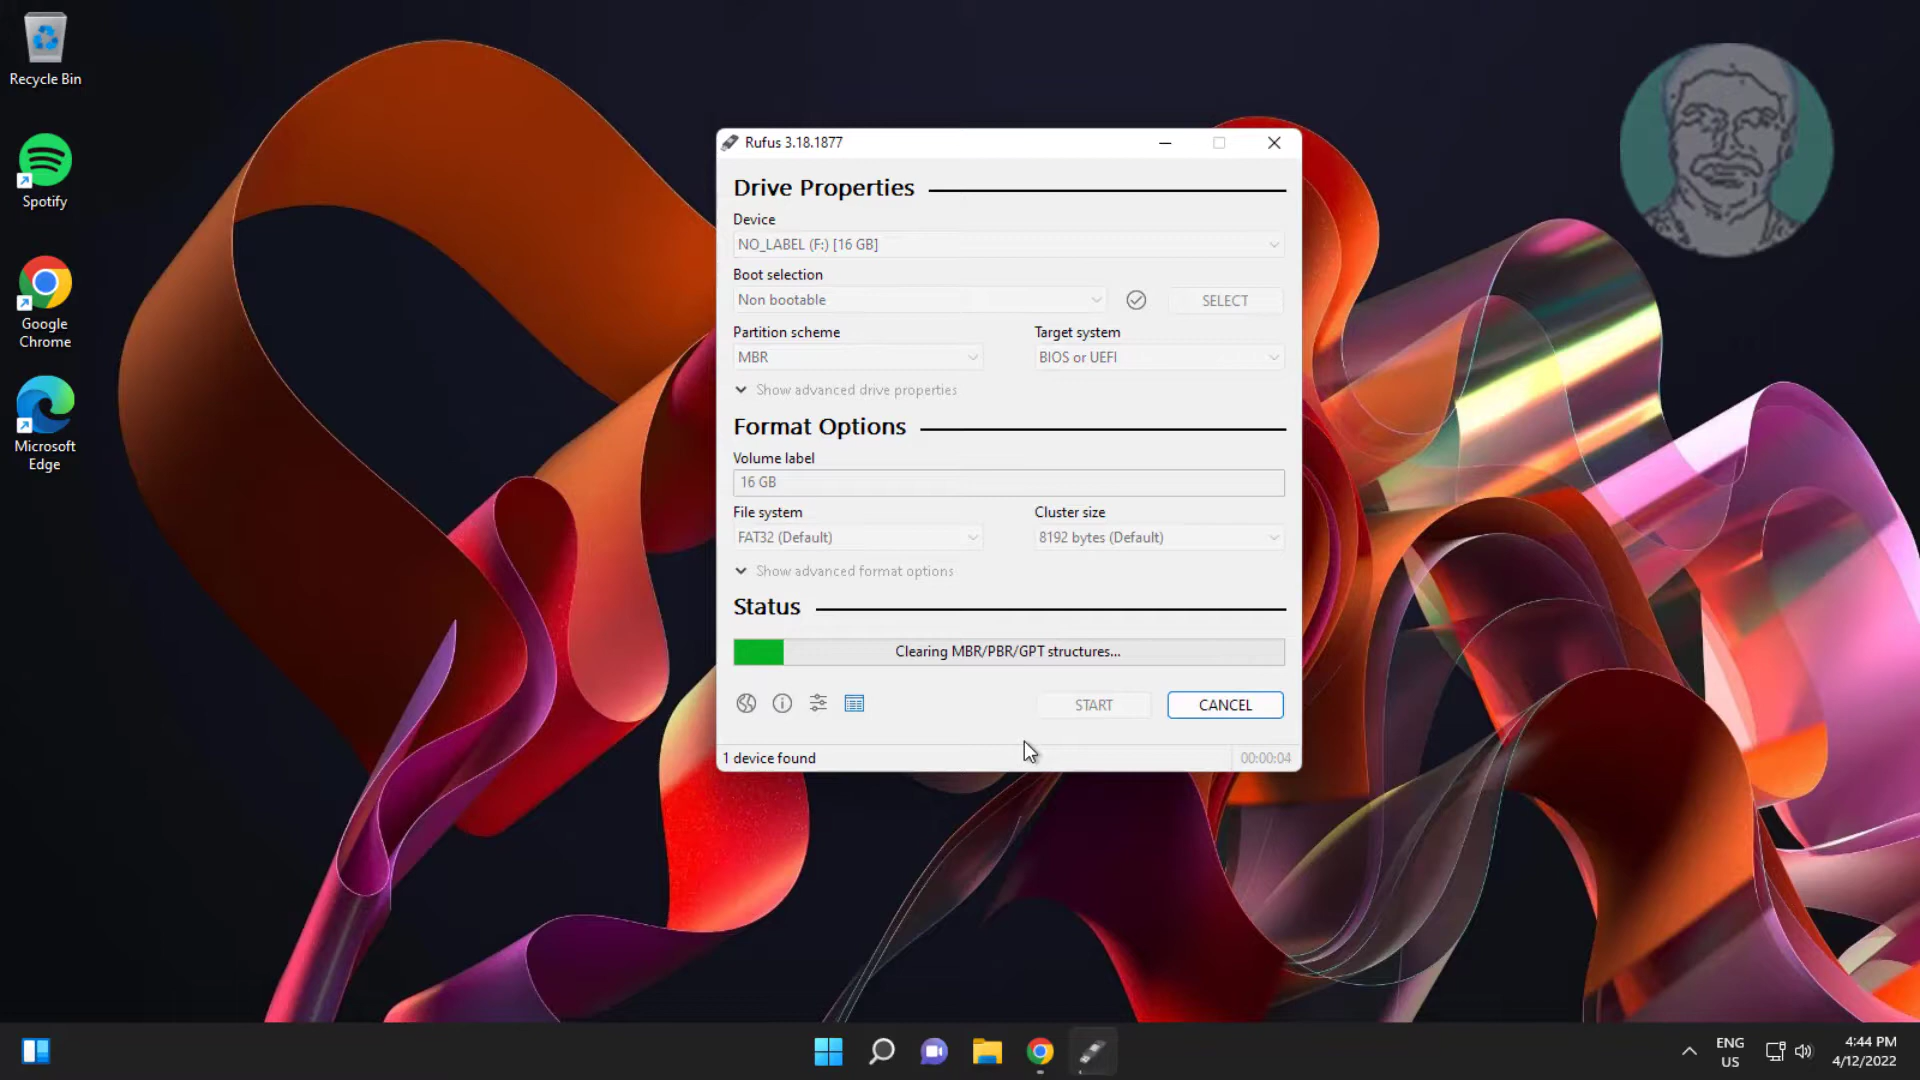 Recycle Bin
Spotify
Google
Chrome
Microsoft
Edge
Rufus 3.18.1877
Drive Properties
Device
NO_LABEL (F:) [16 GB]
Boot selection
Non bootable
SELECT
Partition scheme
Target system
MBR
BIOS or UEFI
Show advanced drive properties
Format Options
Volume label
16 GB
File system
Cluster size
FAT32 (Default)
8192 bytes (Default)
Show advanced format options
Status
Clearing MBR/PBR/GPT structures...
START
CANCEL
1 device found
00:00:04
ENG
US
4:44 PM
4/12/2022